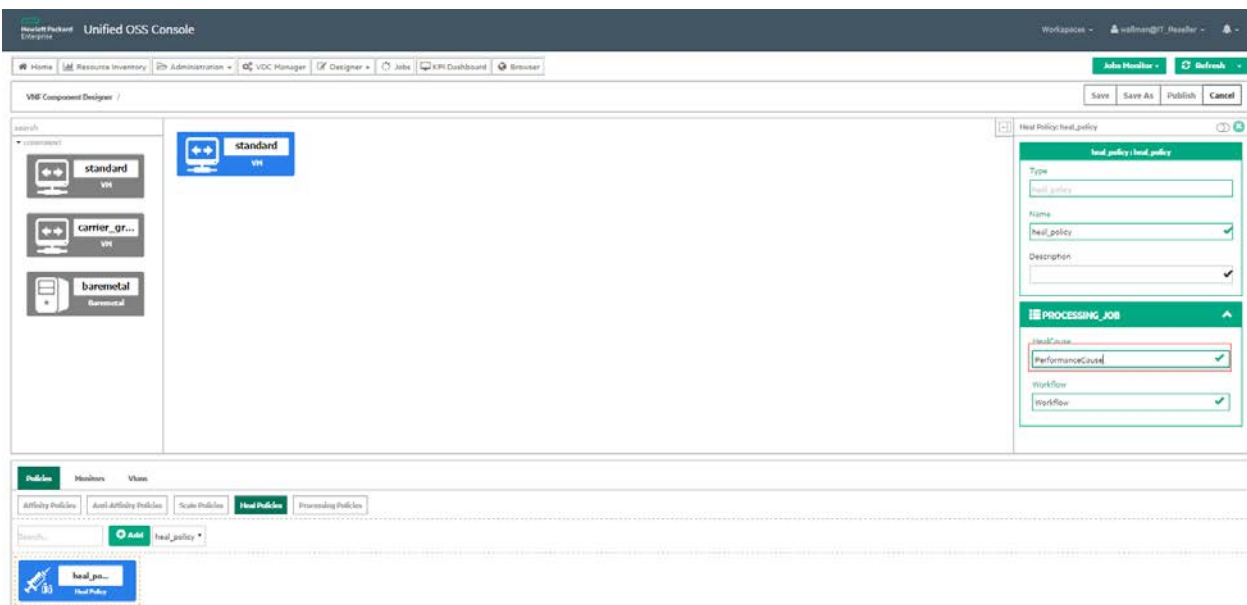 Hewlett Packard
Enterprise
Unified OSS Console
Workspaces
wallman@IT_Reseller
Home
Resource Inventory
Administration
VDC Manager
Designer
Jobs
KPI Dashboard
Browser
Jobs Monitor
Refresh
VNF Component Designer /
Save
Save As
Publish
Cancel
search
standard
VM
carrier_gr...
VM
baremetal
Baremetal
standard
VM
Heal Policy: heal_policy
heal_policy : heal_policy
Type
heal_policy
Name
heal_policy
Description
PROCESSING_JOB
HealCause
PerformanceCause
Workflow
Workflow
Policies
Monitors
Affinity Policies
Anti-Affinity Policies
Scale Policies
Heal Policies
Processing Policies
Search...
Add
heal_policy
heal_po...
Heal Policy